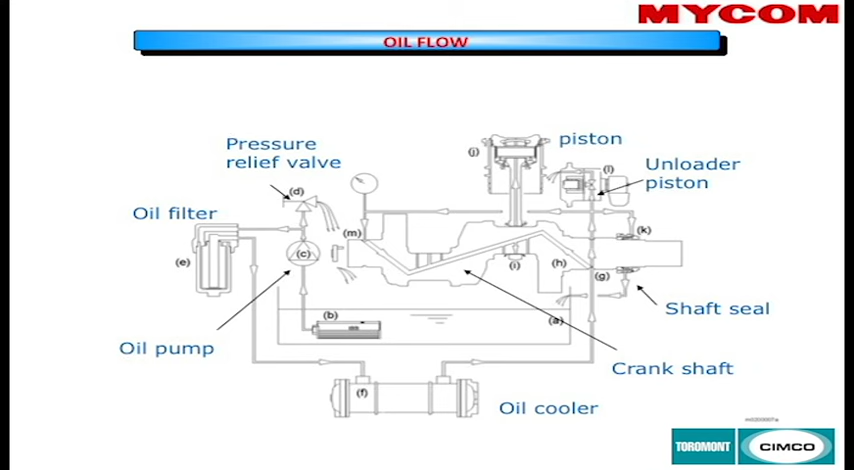 MYCOM
OIL FLOW
Pressure
relief valve
piston
(j)
Unloader
piston
(l)
(d)
Oil filter
(m)
(k)
(c)
(e)
(i)
(h)
(g)
Shaft seal
(b)
(a)
Oil pump
Crank shaft
(f)
Oil cooler
TOROMONT
CIMCO